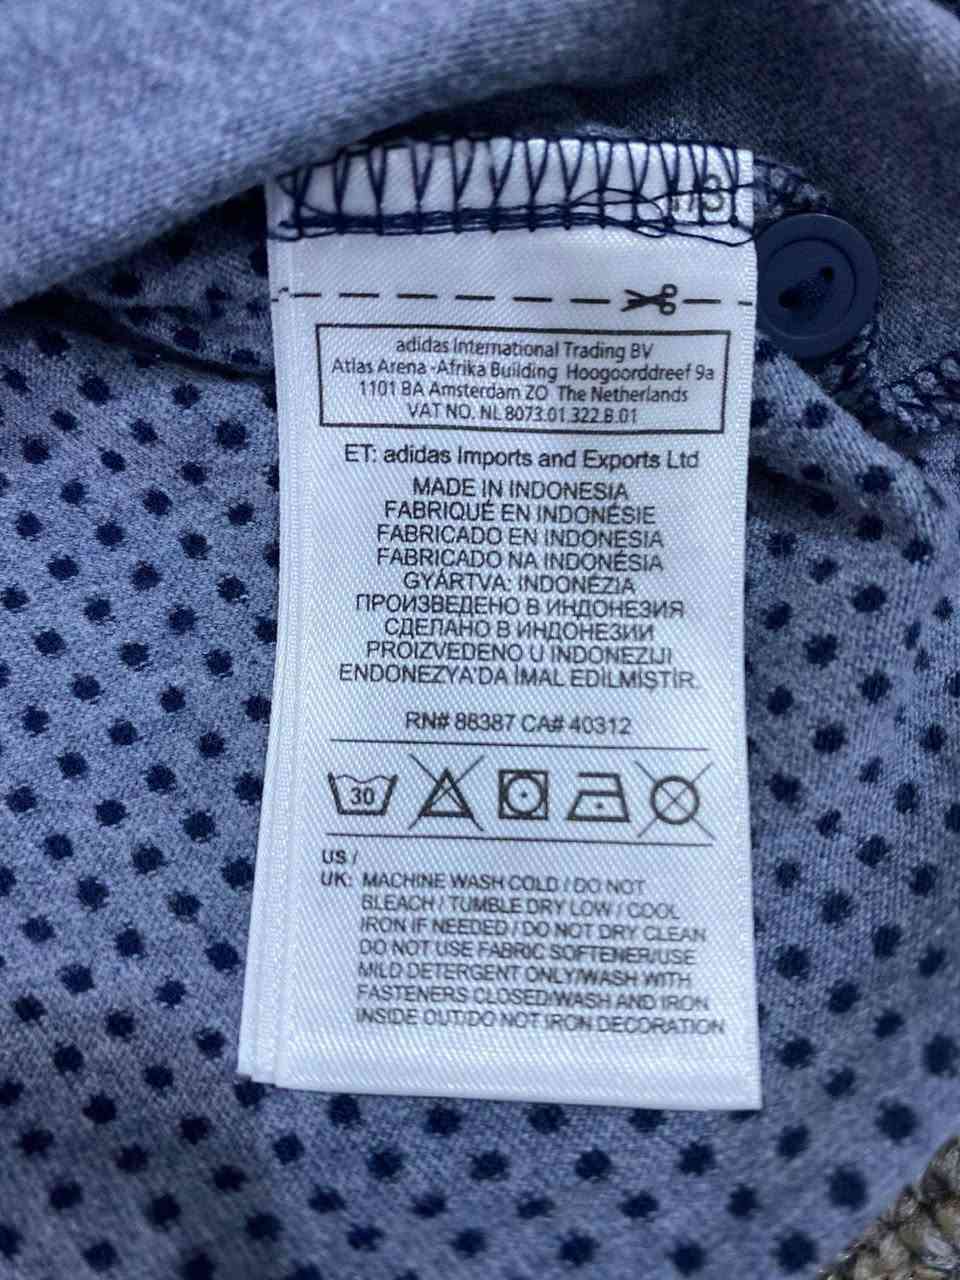 /3
adidas International Trading BV
Atlas Arena -Afrika Building Hoogoorddreef 9a
1101 BA Amsterdam ZO The Netherlands
VAT NO. NL 8073.01.322.B.01
ET: adidas Imports and Exports Ltd
MADE IN INDONESIA
FABRIQUÉ EN INDONÉSIE
FABRICADO EN INDONESIA
FABRICADO NA INDONÉSIA
GYÁRTVA: INDONÉZIA
ПРОИЗВЕДЕНО В ИНДОНЕЗИЯ
СДЕЛАНО В ИНДОНЕЗИИ
PROIZVEDENO U INDONEZIJI
ENDONEZYA'DA İMAL EDİLMİŞTİR.
RN# 88387 CA# 40312
30
US /
UK: MACHINE WASH COLD / DO NOT
BLEACH / TUMBLE DRY LOW / COOL
IRON IF NEEDED / DO NOT DRY CLEAN
DO NOT USE FABRIC SOFTENER/USE
MILD DETERGENT ONLY/WASH WITH
FASTENERS CLOSED/WASH AND IRON
INSIDE OUT/DO NOT IRON DECORATION